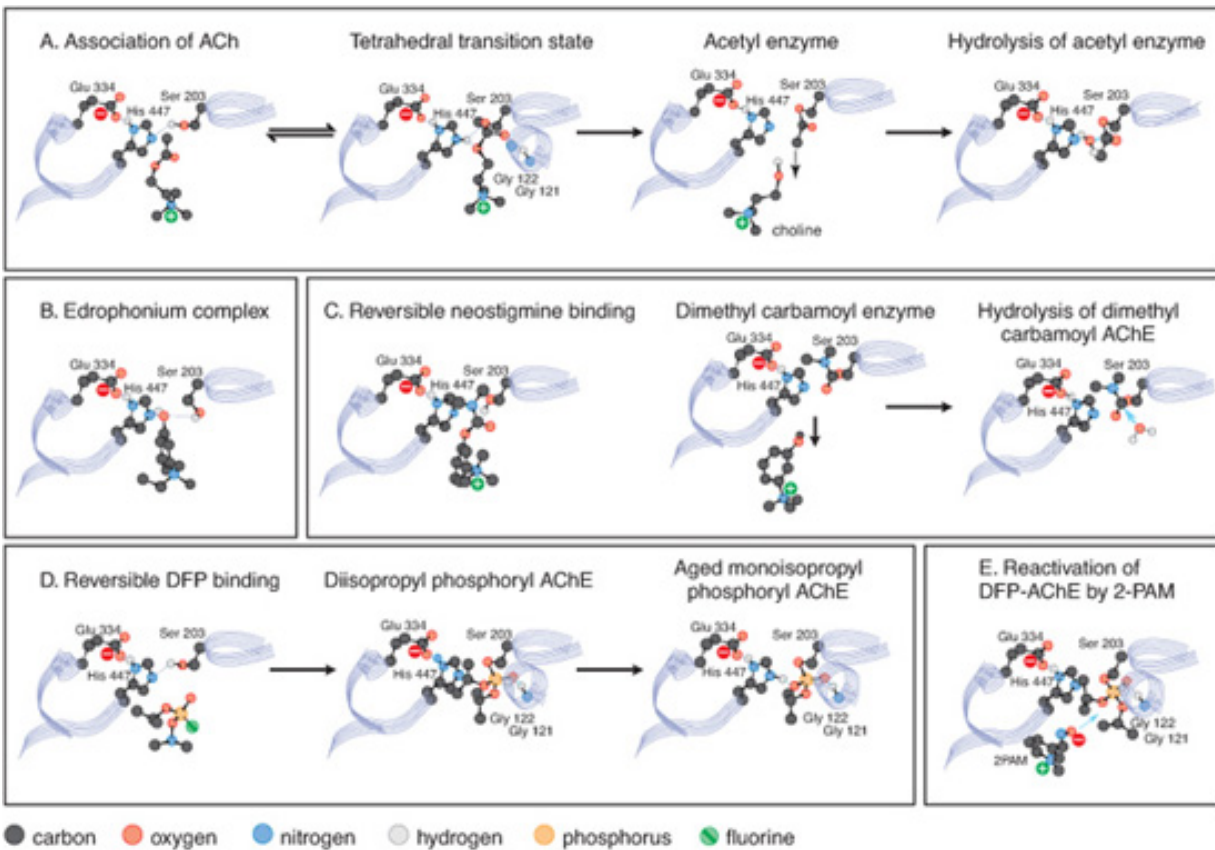 A. Association of ACh
Tetrahedral transition state
Acetyl enzyme
Hydrolysis of acetyl enzyme
Glu 334
His 447
Ser 203
Glu 334
His 447
Ser 203
Gly 122
Gly 121
Glu 334
His 447
Ser 203
choline
Glu 334
His 447
Ser 203
B. Edrophonium complex
Glu 334
His 447
Ser 203
C. Reversible neostigmine binding
Dimethyl carbamoyl enzyme
Hydrolysis of dimethyl
carbamoyl AChE
Glu 334
His 447
Ser 203
Glu 334
His 447
Ser 203
Glu 334
His 447
Ser 203
D. Reversible DFP binding
Diisopropyl phosphoryl AChE
Aged monoisopropyl
phosphoryl AChE
Glu 334
His 447
Ser 203
Glu 334
His 447
Ser 203
Gly 122
Gly 121
Glu 334
His 447
Ser 203
Gly 122
Gly 121
E. Reactivation of
DFP-AChE by 2-PAM
Glu 334
His 447
Ser 203
Gly 122
Gly 121
2PAM
carbon
oxygen
nitrogen
hydrogen
phosphorus
fluorine